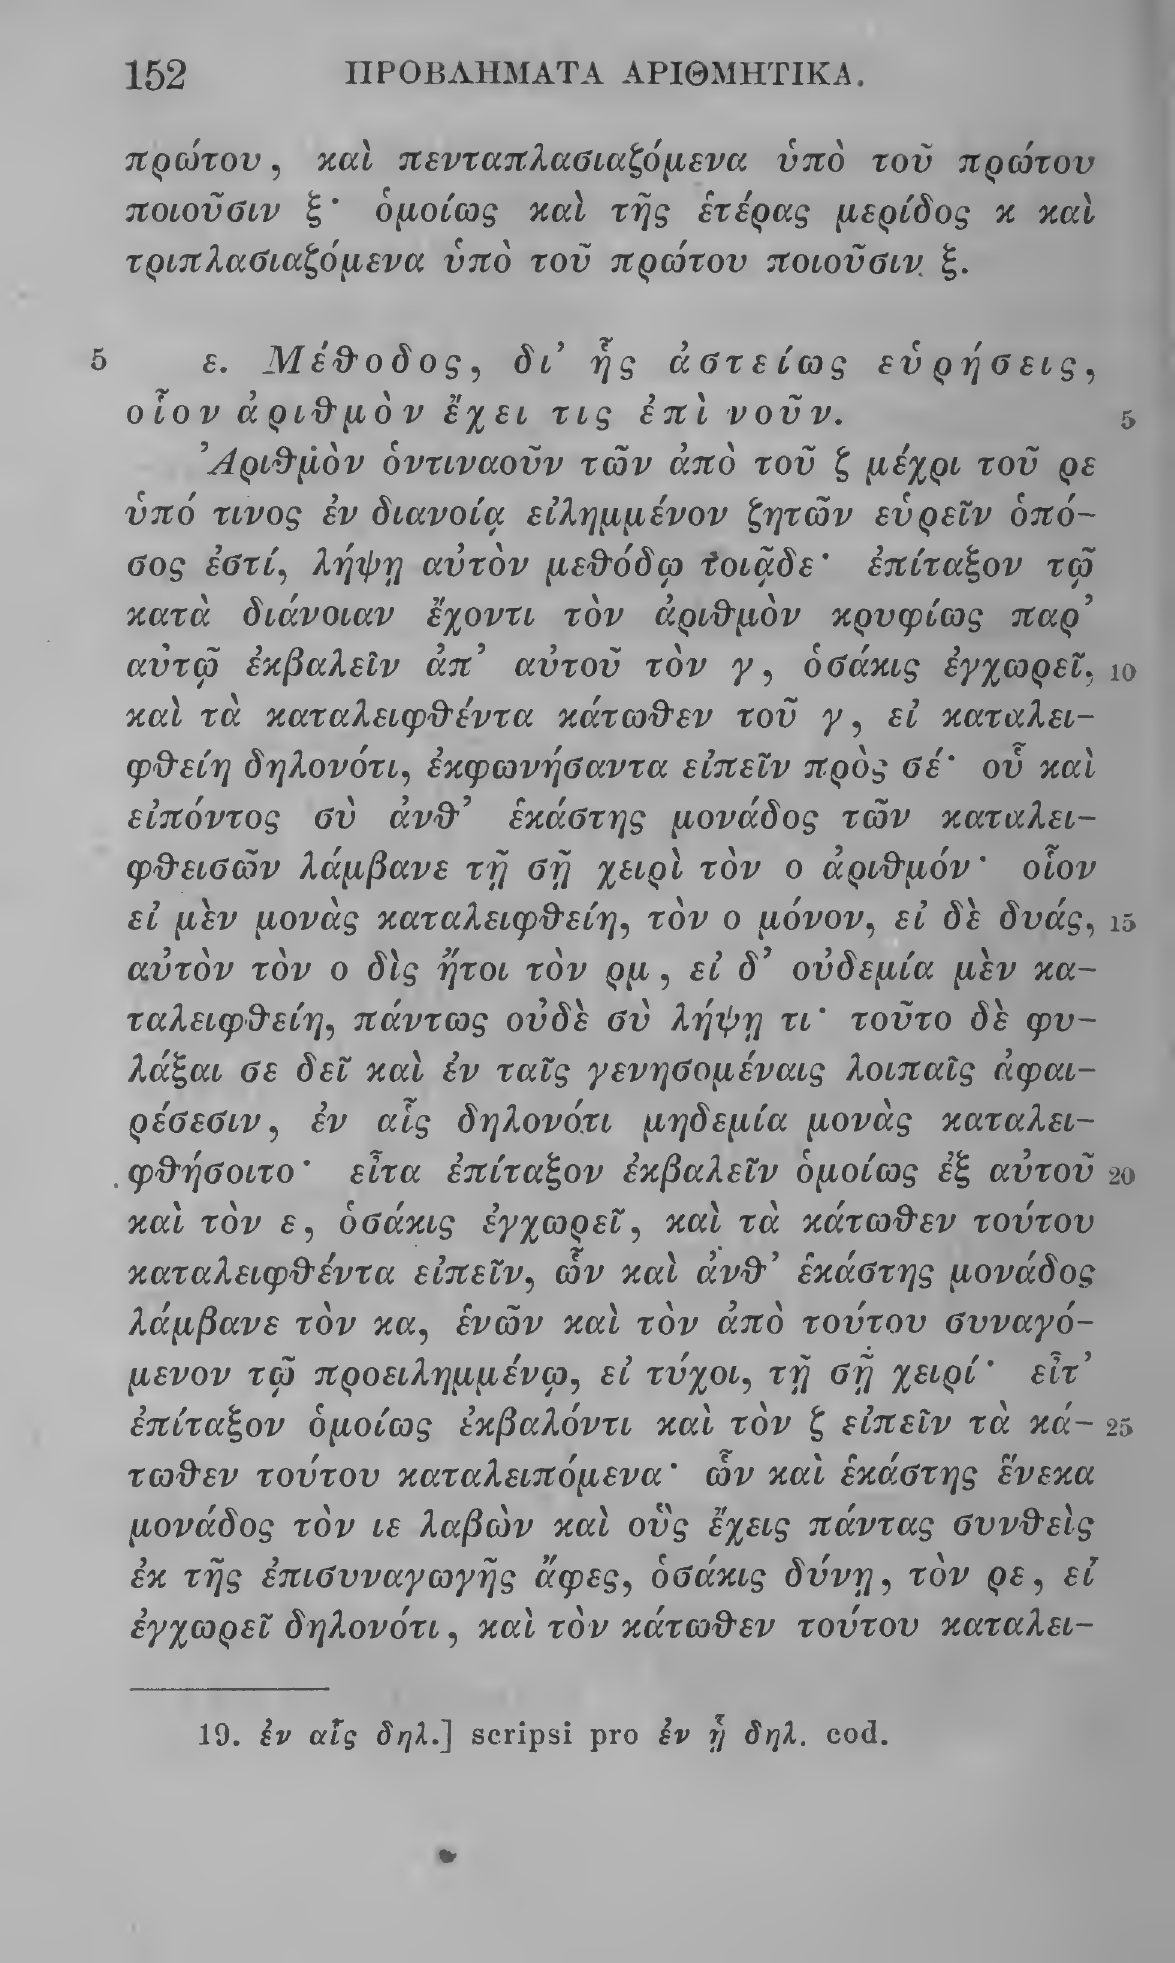 152 ΠΡΟΒΛΗΜΑΤΑ ΑΡΙΘΜΗΤΙΚΑ.
πρώτου, καὶ πενταπλασιαζόμενα ὑπὸ τοῦ πρώτου
ποιοῦσιν ξ· ὁμοίως καὶ τῆς ἑτέρας μερίδος κ καὶ
τριπλασιαζόμενα ὑπὸ τοῦ πρώτου ποιοῦσιν ξ.
5 ε. Μέθοδος, δι’ ἧς ἀστείως εὑρήσεις,
οἷον ἀριθμὸν ἔχει τις ἐπὶ νοῦν. 5
Ἀριθμὸν ὁντιναοῦν τῶν ἀπὸ τοῦ ζ μέχρι τοῦ ρε
ὑπό τινος ἐν διανοίᾳ εἰλημμένον ζητῶν εὑρεῖν ὁπό-
σος ἐστί, λήψῃ αὐτὸν μεθόδῳ τοιᾷδε· ἐπίταξον τῷ
κατὰ διάνοιαν ἔχοντι τὸν ἀριθμὸν κρυφίως παρ’
αὐτῷ ἐκβαλεῖν ἀπ’ αὐτοῦ τὸν γ, ὁσάκις ἐγχωρεῖ, 10
καὶ τὰ καταλειφθέντα κάτωθεν τοῦ γ, εἰ καταλει-
φθείη δηλονότι, ἐκφωνήσαντα εἰπεῖν πρὸς σέ· οὗ καὶ
εἰπόντος σὺ ἀνθ’ ἑκάστης μονάδος τῶν καταλει-
φθεισῶν λάμβανε τῇ σῇ χειρὶ τὸν ο ἀριθμόν· οἷον
εἰ μὲν μονὰς καταλειφθείη, τὸν ο μόνον, εἰ δὲ δυάς, 15
αὐτὸν τὸν ο δὶς ἤτοι τὸν ρμ, εἰ δ’ οὐδεμία μὲν κα-
ταλειφθείη, πάντως οὐδὲ σὺ λήψῃ τι· τοῦτο δὲ φυ-
λάξαι σε δεῖ καὶ ἐν ταῖς γενησομέναις λοιπαῖς ἀφαι-
ρέσεσιν, ἐν αἷς δηλονότι μηδεμία μονὰς καταλει-
φθήσοιτο· εἶτα ἐπίταξον ἐκβαλεῖν ὁμοίως ἐξ αὐτοῦ 20
καὶ τὸν ε, ὁσάκις ἐγχωρεῖ, καὶ τὰ κάτωθεν τούτου
καταλειφθέντα εἰπεῖν, ὧν καὶ ἀνθ’ ἑκάστης μονάδος
λάμβανε τὸν κα, ἑνῶν καὶ τὸν ἀπὸ τούτου συναγό-
μενον τῷ προειλημμένῳ, εἰ τύχοι, τῇ σῇ χειρί· εἶτ’
ἐπίταξον ὁμοίως ἐκβαλόντι καὶ τὸν ζ εἰπεῖν τὰ κά- 25
τωθεν τούτου καταλειπόμενα· ὧν καὶ ἑκάστης ἕνεκα
μονάδος τὸν ιε λαβὼν καὶ οὓς ἔχεις πάντας συνθεὶς
ἐκ τῆς ἐπισυναγωγῆς ἄφες, ὁσάκις δύνῃ, τὸν ρε, εἰ
ἐγχωρεῖ δηλονότι, καὶ τὸν κάτωθεν τούτου καταλει-
19. ἐν αἷς δηλ.] scripsi pro ἐν ᾗ δηλ. cod.